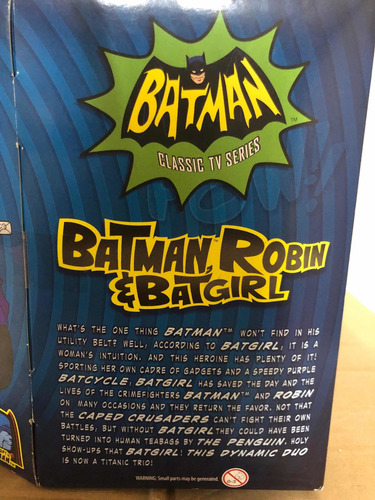 BATMAN™
CLASSIC TV SERIES
POW!
BATMAN,™ ROBIN
& BATGIRL
WHAT'S THE ONE THING BATMAN™ WON'T FIND IN HIS
UTILITY BELT? WELL, ACCORDING TO BATGIRL, IT IS A
WOMAN'S INTUITION. AND THIS HEROINE HAS PLENTY OF IT!
SPORTING HER OWN CADRE OF GADGETS AND A SPEEDY PURPLE
BATCYCLE, BATGIRL HAS SAVED THE DAY AND THE
LIVES OF THE CRIMEFIGHTERS BATMAN™ AND ROBIN
ON MANY OCCASIONS AND THEY RETURN THE FAVOR. NOT THAT
THE CAPED CRUSADERS CAN'T FIGHT THEIR OWN
BATTLES, BUT WITHOUT BATGIRL THEY COULD HAVE BEEN
TURNED INTO HUMAN TEABAGS BY THE PENGUIN. HOLY
SHOW-UPS THAT BATGIRL! THIS DYNAMIC DUO
IS NOW A TITANIC TRIO!
WARNING: Small parts may be generated.
0-3